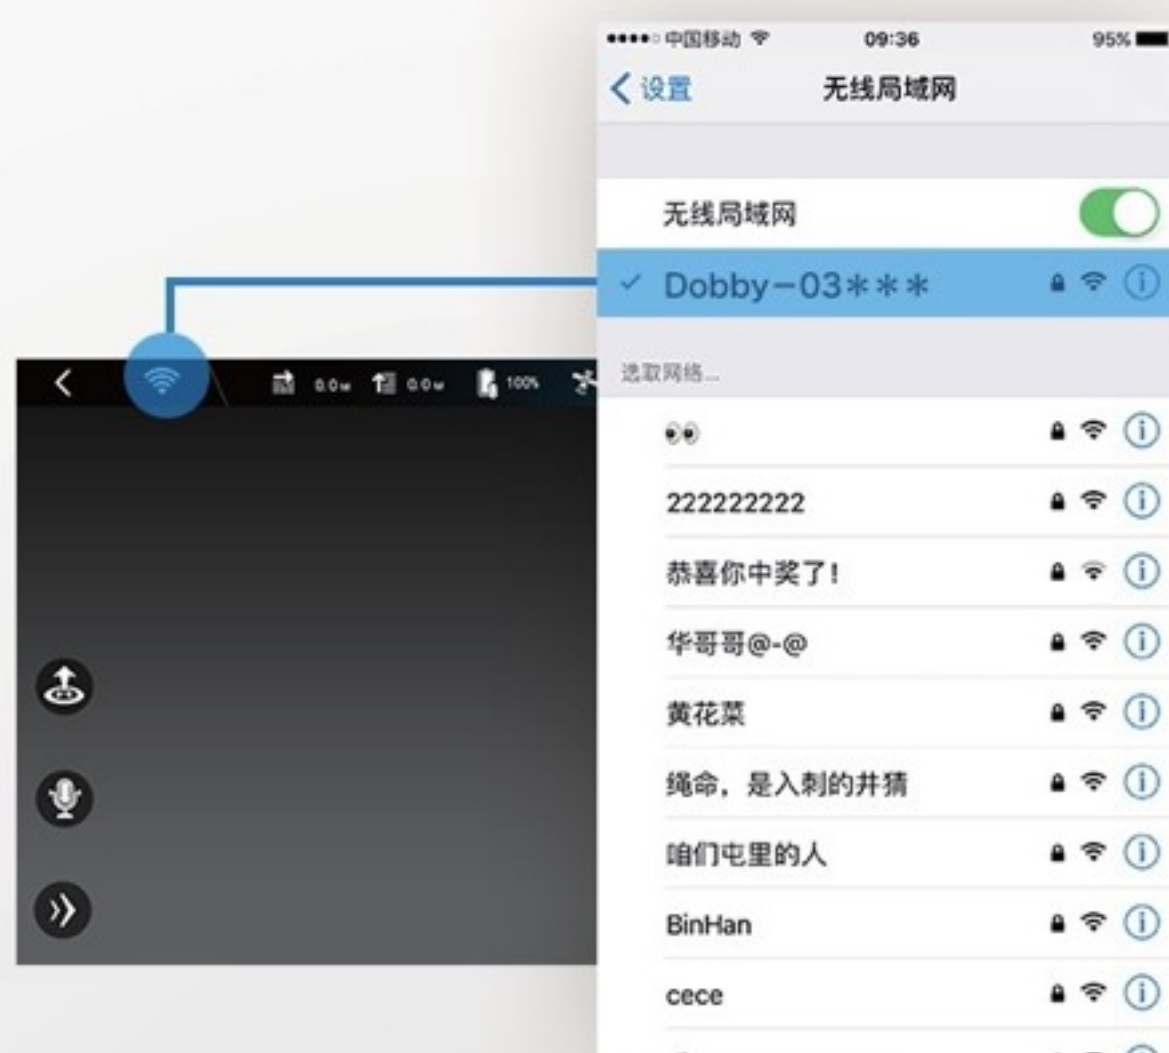 中国移动 09:36 95%
设置 无线局域网
无线局域网
Dobby-03***
0.0M 0.0M 100%
选取网络...
👀
222222222
恭喜你中奖了!
华哥哥@-@
黄花菜
绳命，是入刺的井猜
咱们屯里的人
BinHan
cece